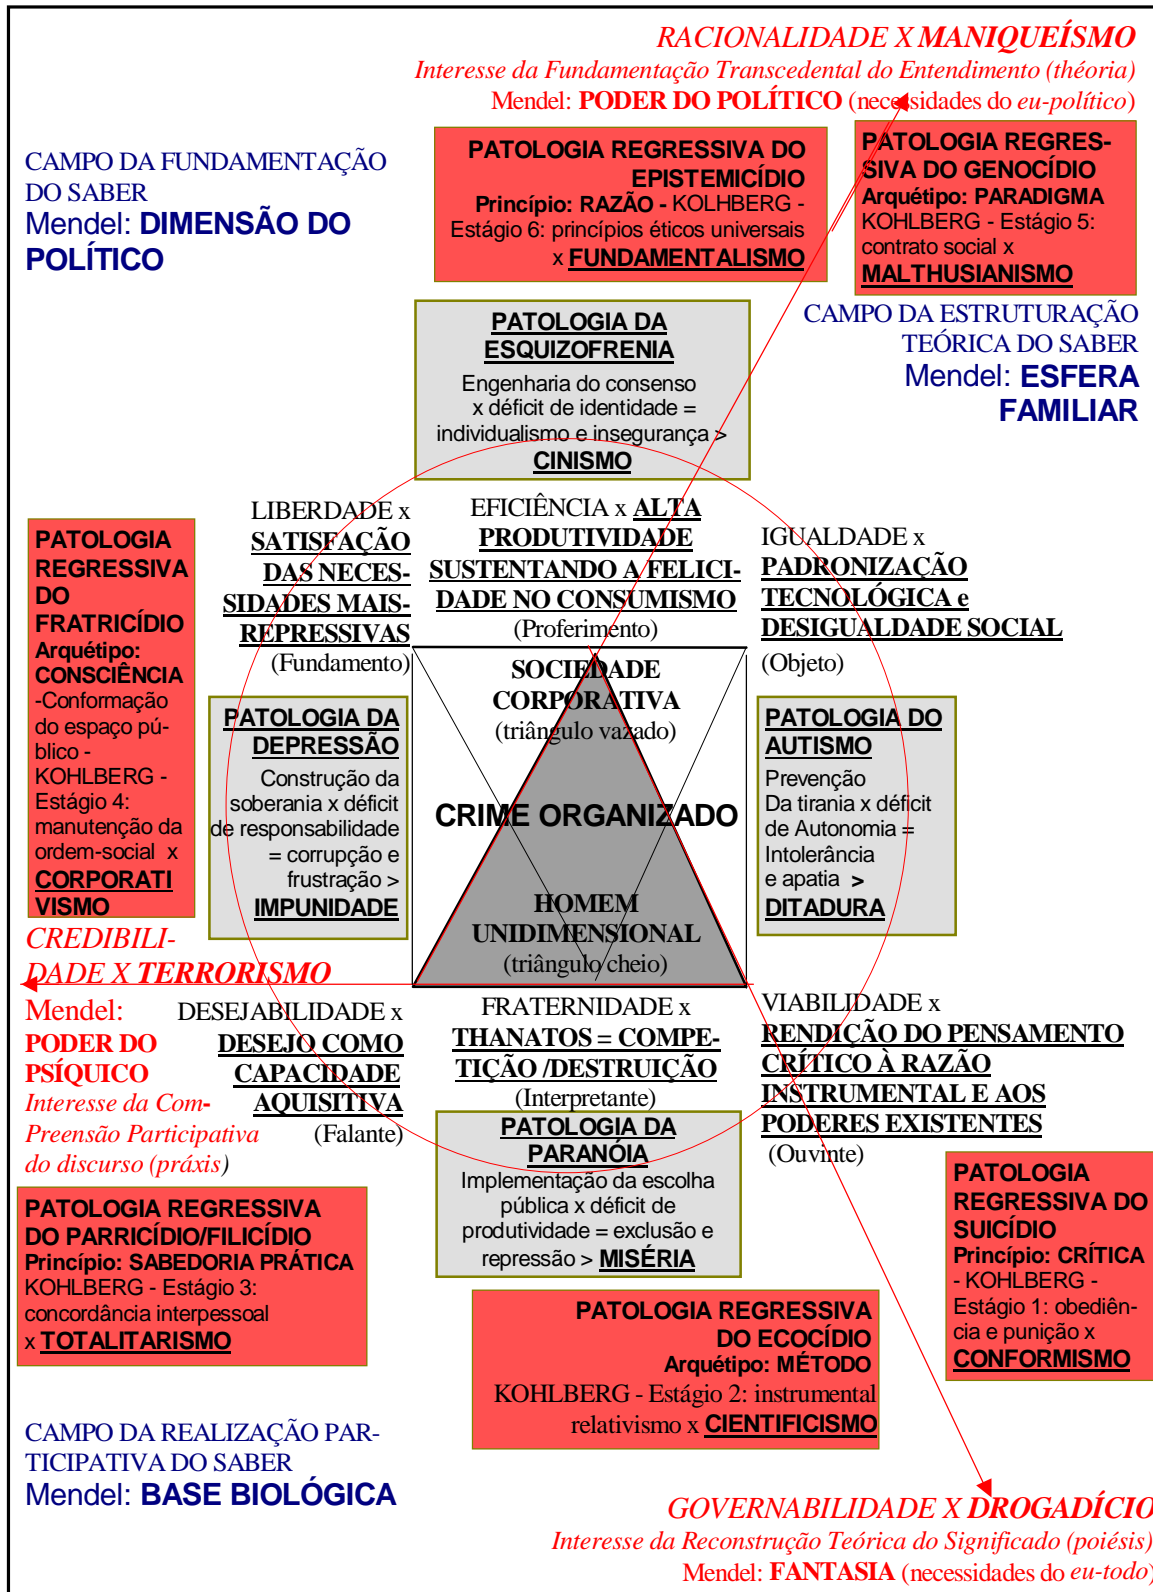 RACIONALIDADE X MANIQUEÍSMO
Interesse da Fundamentação Transcedental do Entendimento (théoria)
Mendel: PODER DO POLÍTICO (necessidades do eu-político)
CAMPO DA FUNDAMENTAÇÃO
DO SABER
Mendel: DIMENSÃO DO
POLÍTICO
PATOLOGIA REGRESSIVA DO
EPISTEMICÍDIO
Princípio: RAZÃO - KOLHBERG -
Estágio 6: princípios éticos universais
x FUNDAMENTALISMO
PATOLOGIA REGRES-
SIVA DO GENOCÍDIO
Arquétipo: PARADIGMA
KOHLBERG - Estágio 5:
contrato social x
MALTHUSIANISMO
CAMPO DA ESTRUTURAÇÃO
TEÓRICA DO SABER
Mendel: ESFERA
FAMILIAR
PATOLOGIA DA
ESQUIZOFRENIA
Engenharia do consenso
x déficit de identidade =
individualismo e insegurança >
CINISMO
LIBERDADE x
SATISFAÇÃO
DAS NECES-
SIDADES MAIS-
REPRESSIVAS
(Fundamento)
EFICIÊNCIA x ALTA
PRODUTIVIDADE
SUSTENTANDO A FELICI-
DADE NO CONSUMISMO
(Proferimento)
IGUALDADE x
PADRONIZAÇÃO
TECNOLÓGICA e
DESIGUALDADE SOCIAL
(Objeto)
PATOLOGIA
REGRESSIVA
DO
FRATRICÍDIO
Arquétipo:
CONSCIÊNCIA
-Conformação
do espaço pú-
blico -
KOHLBERG -
Estágio 4:
manutenção da
ordem-social x
CORPORATI
VISMO
PATOLOGIA DA
DEPRESSÃO
Construção da
soberania x déficit
de responsabilidade
= corrupção e
frustração >
IMPUNIDADE
SOCIEDADE
CORPORATIVA
(triângulo vazado)
CRIME ORGANIZADO
HOMEM
UNIDIMENSIONAL
(triângulo cheio)
PATOLOGIA DO
AUTISMO
Prevenção
Da tirania x déficit
de Autonomia =
Intolerância
e apatia >
DITADURA
CREDIBILI-
DADE X TERRORISMO
Mendel:
PODER DO
PSÍQUICO
Interesse da Com-
Preensão Participativa
do discurso (práxis)
DESEJABILIDADE x
DESEJO COMO
CAPACIDADE
AQUISITIVA
(Falante)
FRATERNIDADE x
THANATOS = COMPE-
TIÇÃO /DESTRUIÇÃO
(Interpretante)
VIABILIDADE x
RENDIÇÃO DO PENSAMENTO
CRÍTICO À RAZÃO
INSTRUMENTAL E AOS
PODERES EXISTENTES
(Ouvinte)
PATOLOGIA DA
PARANÓIA
Implementação da escolha
pública x déficit de
produtividade = exclusão e
repressão > MISÉRIA
PATOLOGIA REGRESSIVA
DO PARRICÍDIO/FILICÍDIO
Princípio: SABEDORIA PRÁTICA
KOHLBERG - Estágio 3:
concordância interpessoal
x TOTALITARISMO
PATOLOGIA
REGRESSIVA DO
SUICÍDIO
Princípio: CRÍTICA
- KOHLBERG -
Estágio 1: obediên-
cia e punição x
CONFORMISMO
PATOLOGIA REGRESSIVA
DO ECOCÍDIO
Arquétipo: MÉTODO
KOHLBERG - Estágio 2: instrumental
relativismo x CIENTIFICISMO
CAMPO DA REALIZAÇÃO PAR-
TICIPATIVA DO SABER
Mendel: BASE BIOLÓGICA
GOVERNABILIDADE X DROGADÍCIO
Interesse da Reconstrução Teórica do Significado (poiésis)
Mendel: FANTASIA (necessidades do eu-todo)